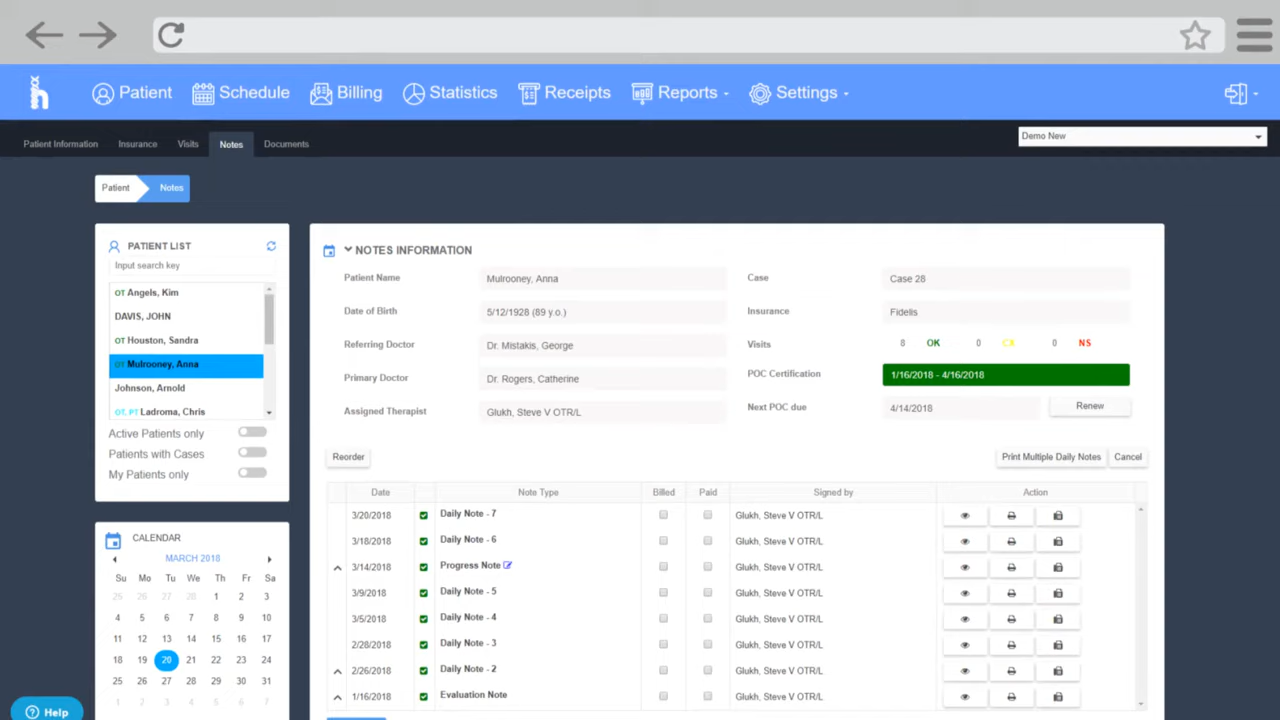 Patient Schedule Billing Statistics Receipts Reports Settings
Patient Information Insurance Visits Notes Documents
Demo New
Patient Notes
PATIENT LIST
Input search key
OT Angels, Kim
DAVIS, JOHN
OT Houston, Sandra
OT Mulrooney, Anna
Johnson, Arnold
OT, PT Ladroma, Chris
Active Patients only
Patients with Cases
My Patients only
CALENDAR
MARCH 2018
Su Mo Tu We Th Fr Sa
25 26 27 28 1 2 3
4 5 6 7 8 9 10
11 12 13 14 15 16 17
18 19 20 21 22 23 24
25 26 27 28 29 30 31
1 2 3 4 5 6 7
Help
NOTES INFORMATION
Patient Name Mulrooney, Anna
Date of Birth 5/12/1928 (89 y.o.)
Referring Doctor Dr. Mistakis, George
Primary Doctor Dr. Rogers, Catherine
Assigned Therapist Glukh, Steve V OTR/L
Case Case 28
Insurance Fidelis
Visits 8 OK 0 CX 0 NS
POC Certification 1/16/2018 - 4/16/2018
Next POC due 4/14/2018 Renew
Reorder Print Multiple Daily Notes Cancel
Date Note Type Billed Paid Signed by Action
3/20/2018 Daily Note - 7 Glukh, Steve V OTR/L
3/18/2018 Daily Note - 6 Glukh, Steve V OTR/L
3/14/2018 Progress Note Glukh, Steve V OTR/L
3/9/2018 Daily Note - 5 Glukh, Steve V OTR/L
3/5/2018 Daily Note - 4 Glukh, Steve V OTR/L
2/28/2018 Daily Note - 3 Glukh, Steve V OTR/L
2/26/2018 Daily Note - 2 Glukh, Steve V OTR/L
1/16/2018 Evaluation Note Glukh, Steve V OTR/L